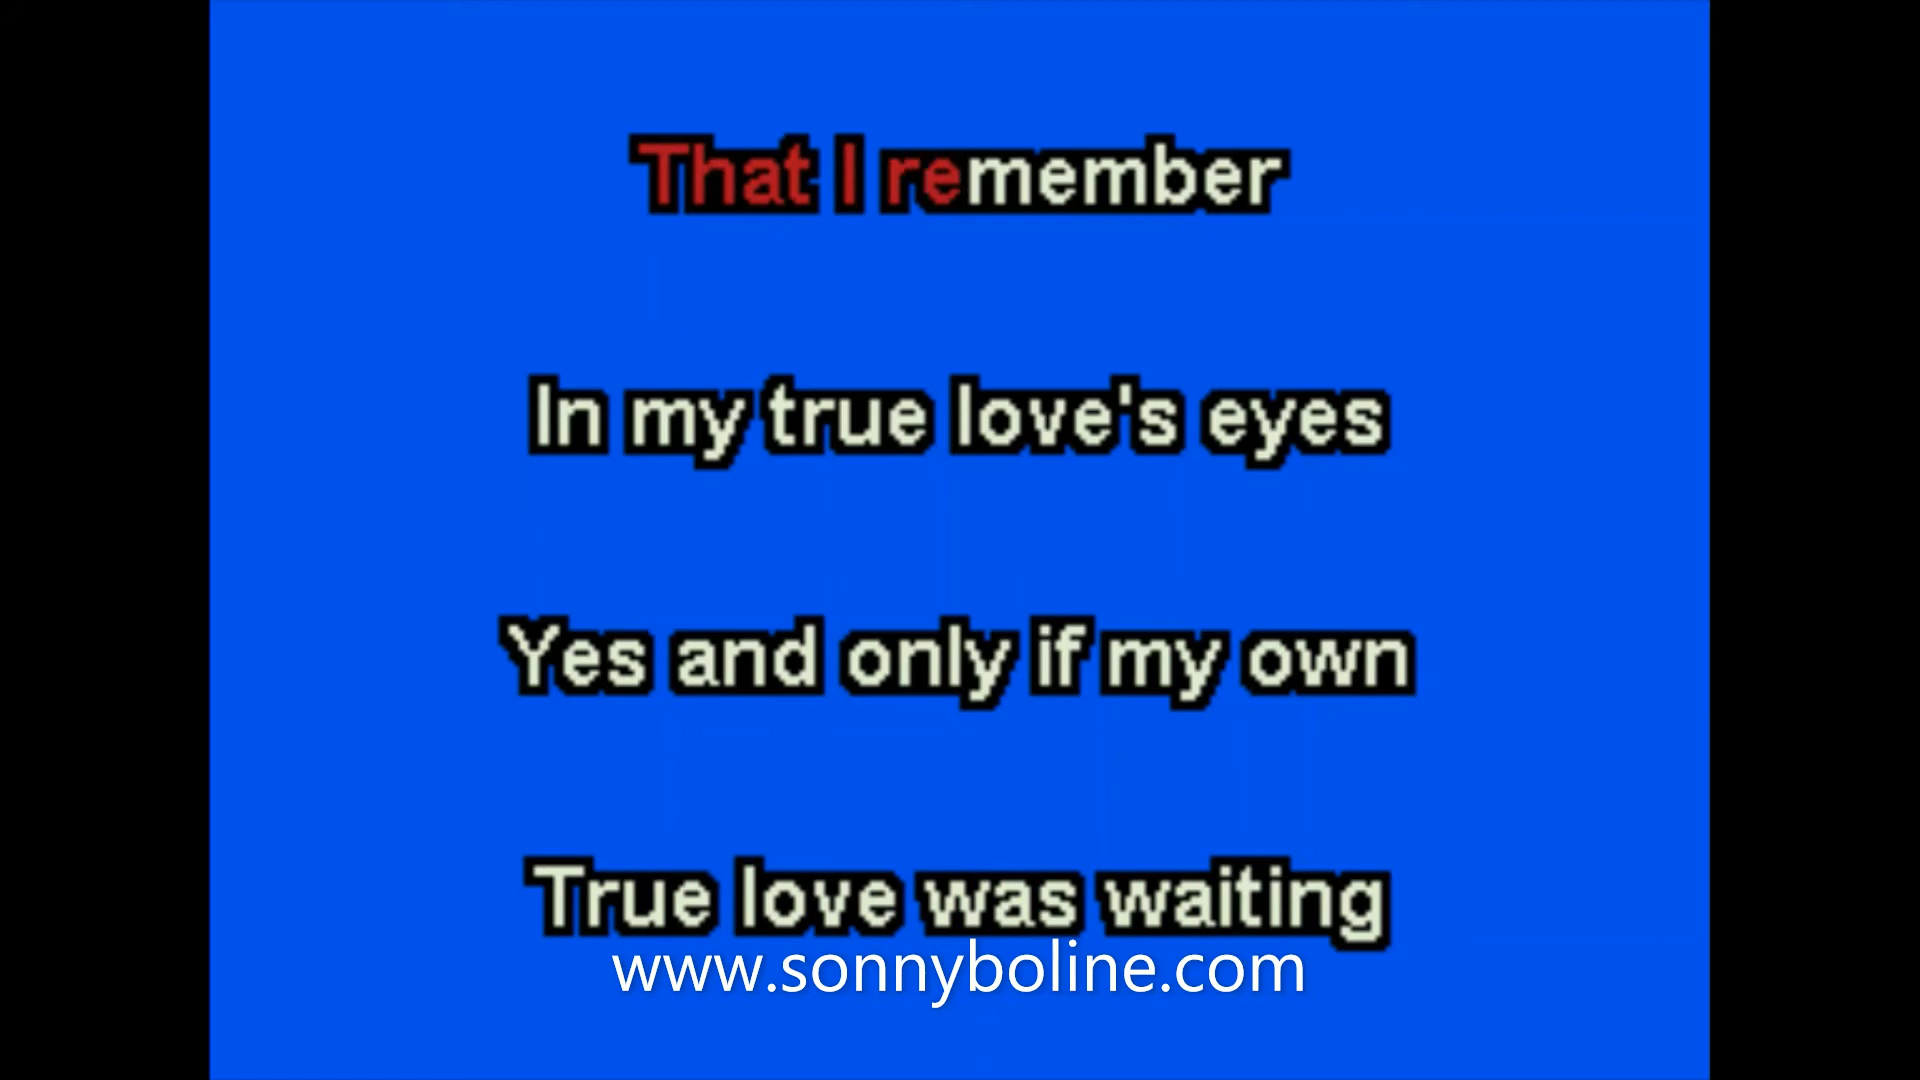 That I remember
In my true love's eyes
Yes and only if my own
True love was waiting
www.sonnyboline.com